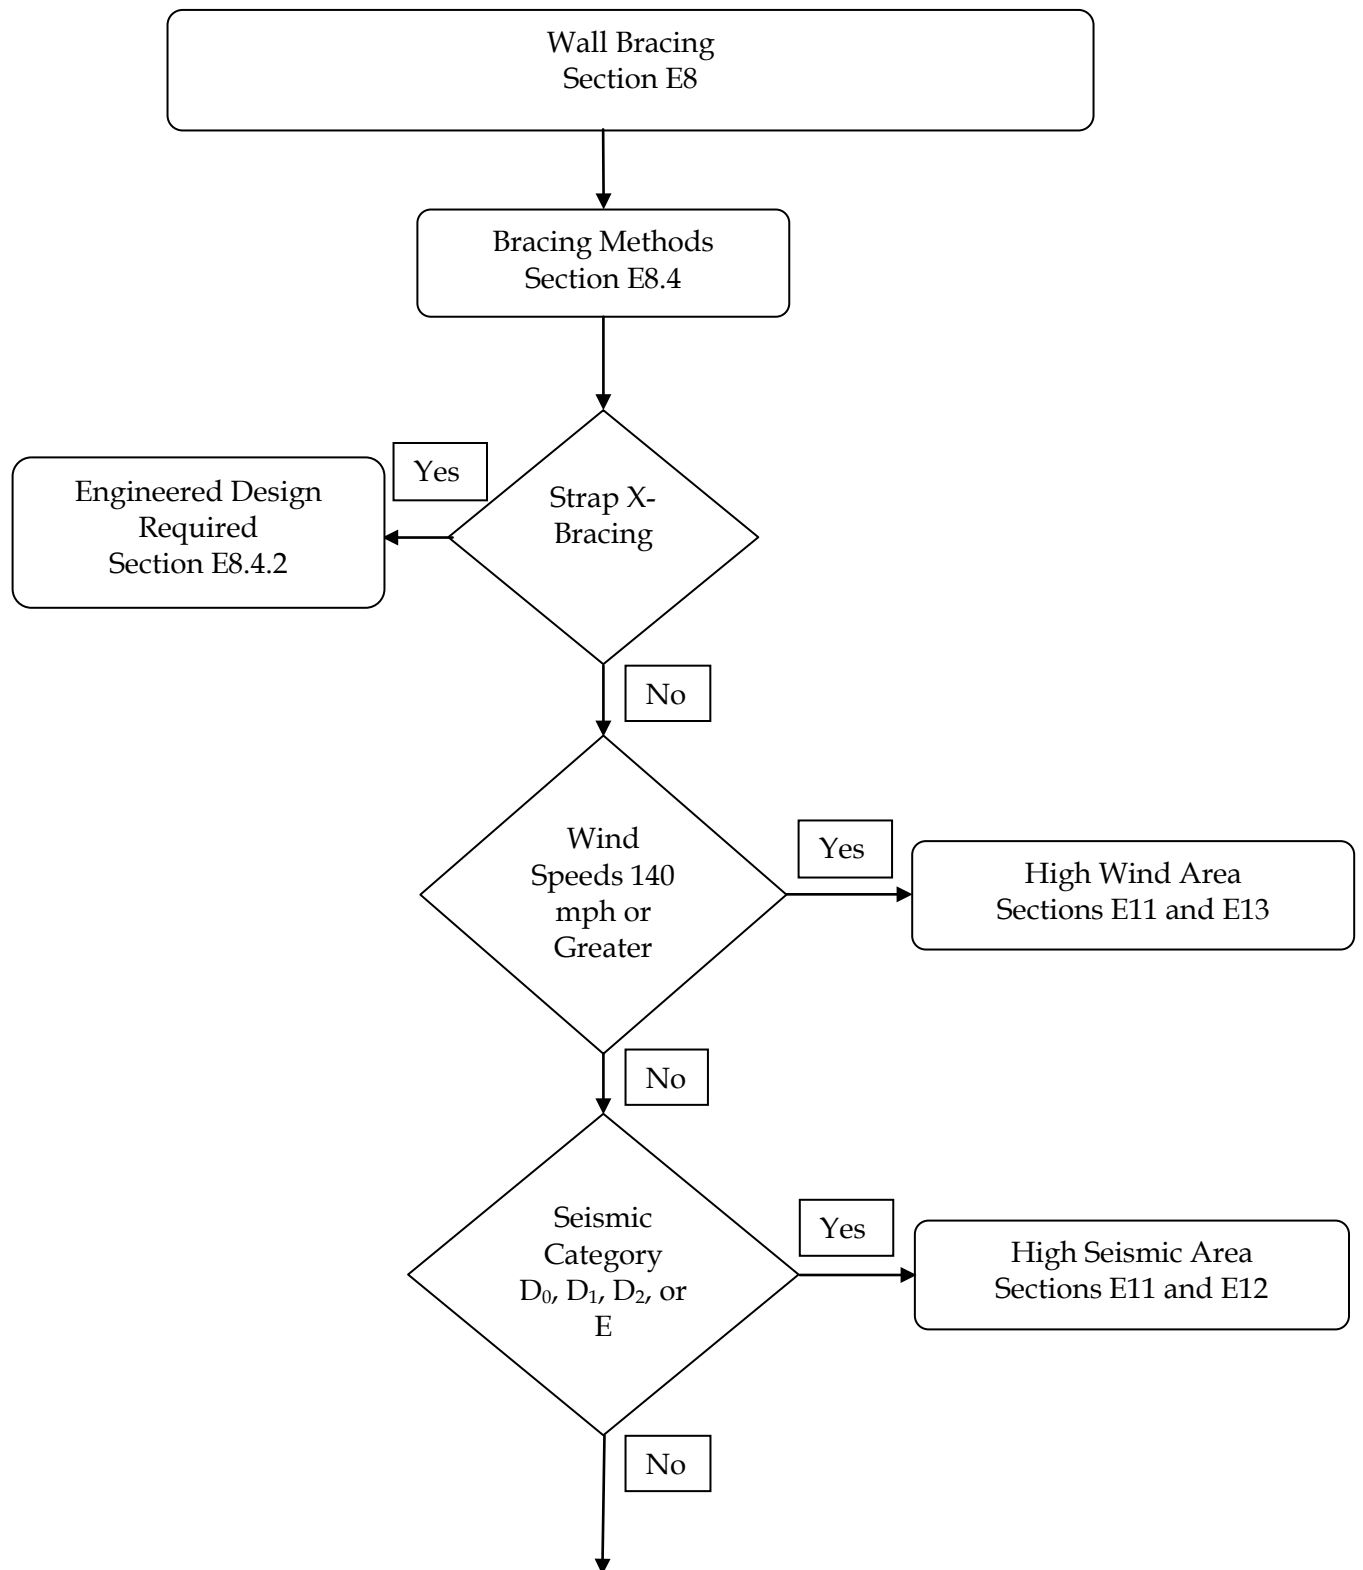 Wall Bracing
Section E8
Bracing Methods
Section E8.4
Yes
Engineered Design
Required
Section E8.4.2
Strap X-
Bracing
No
Wind
Speeds 140
mph or
Greater
Yes
High Wind Area
Sections E11 and E13
No
Seismic
Category
D₀, D₁, D₂, or
E
Yes
High Seismic Area
Sections E11 and E12
No